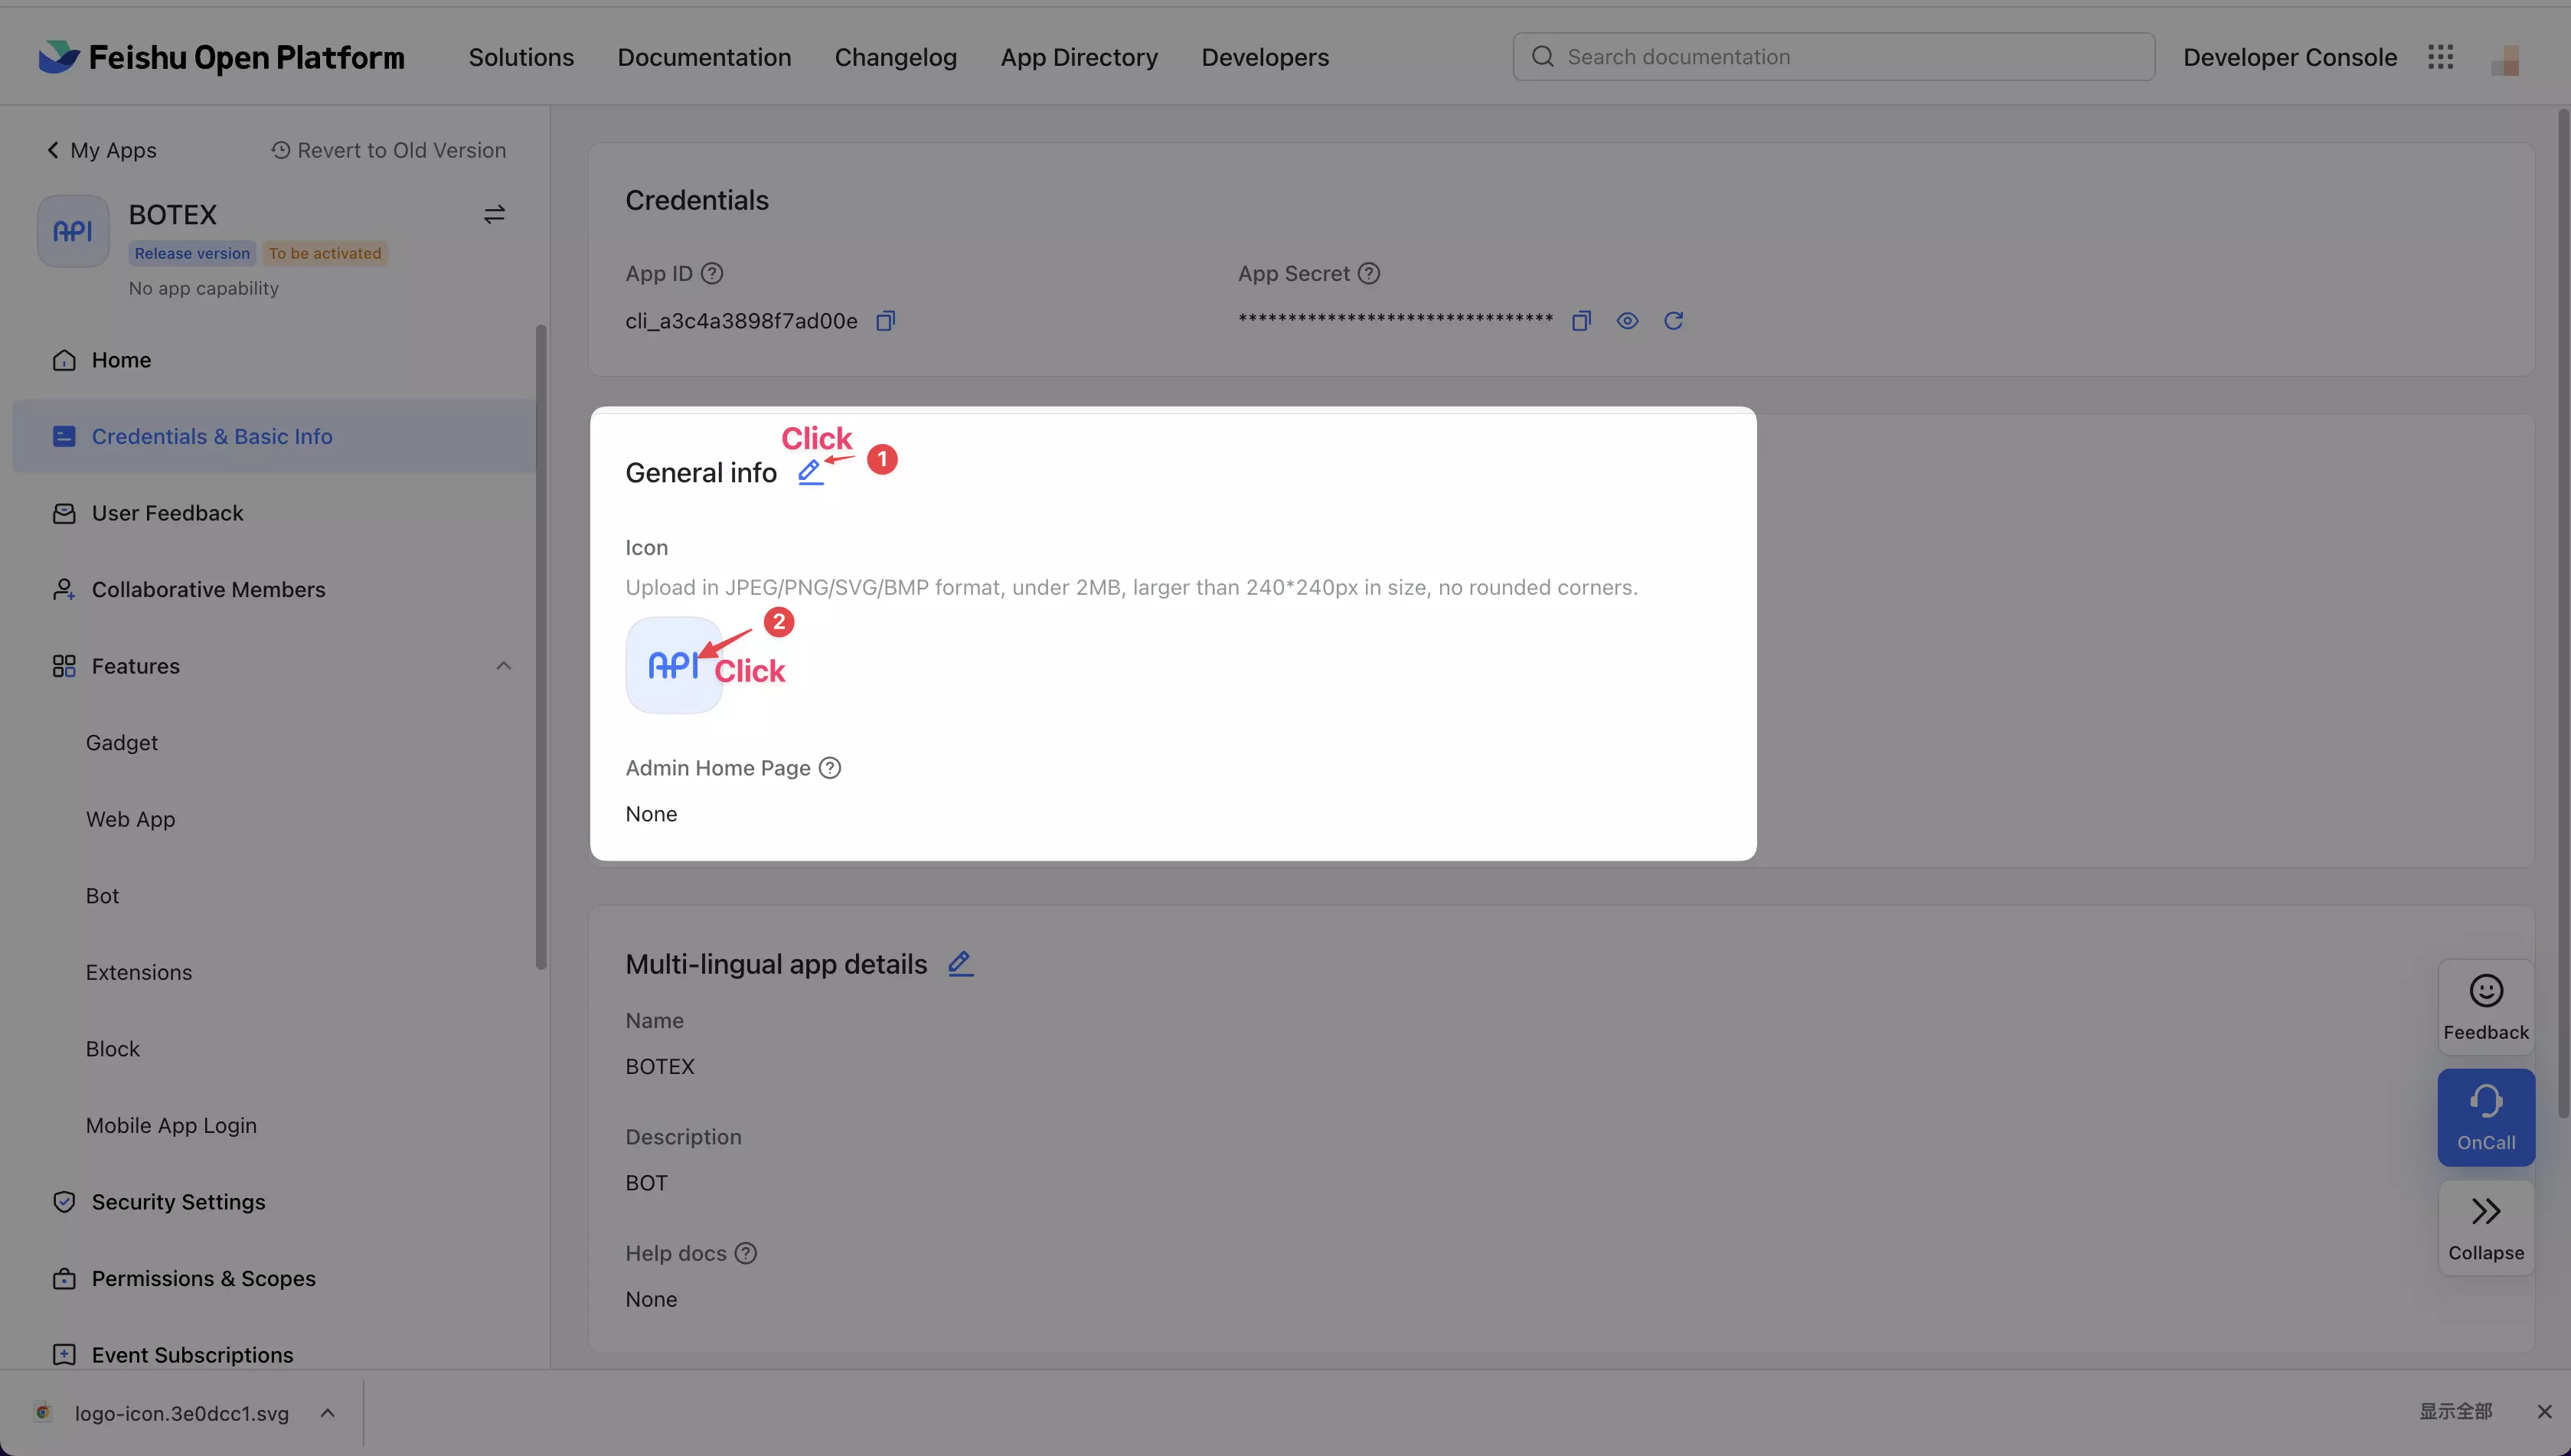 Feishu Open Platform
Solutions
Documentation
Changelog
App Directory
Developers
Search documentation
Developer Console
My Apps
Revert to Old Version
API
BOTEX
Release version
To be activated
No app capability
Home
Credentials & Basic Info
User Feedback
Collaborative Members
Features
Gadget
Web App
Bot
Extensions
Block
Mobile App Login
Security Settings
Permissions & Scopes
Event Subscriptions
Credentials
App ID
cli_a3c4a3898f7ad00e
App Secret
********************************
Click
1
General info
Icon
Upload in JPEG/PNG/SVG/BMP format, under 2MB, larger than 240*240px in size, no rounded corners.
2
API
Click
Admin Home Page
None
Multi-lingual app details
Name
BOTEX
Description
BOT
Help docs
None
Feedback
OnCall
Collapse
logo-icon.3e0dcc1.svg
显示全部